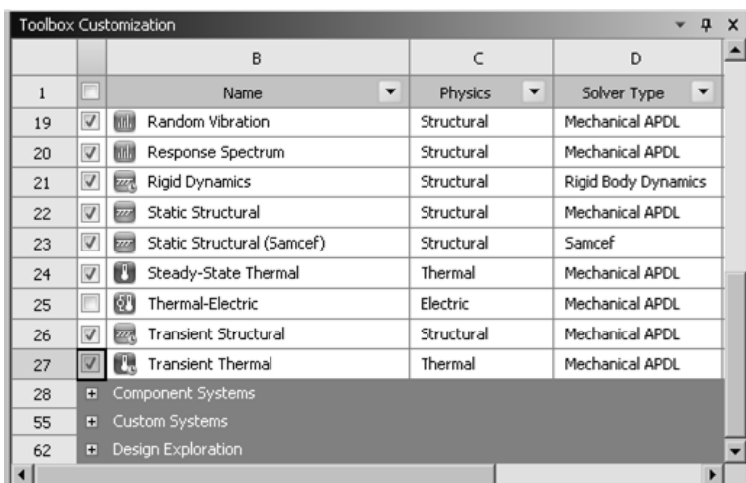 Toolbox Customization
B C D
1 Name Physics Solver Type
19 Random Vibration Structural Mechanical APDL
20 Response Spectrum Structural Mechanical APDL
21 Rigid Dynamics Structural Rigid Body Dynamics
22 Static Structural Structural Mechanical APDL
23 Static Structural (Samcef) Structural Samcef
24 Steady-State Thermal Thermal Mechanical APDL
25 Thermal-Electric Electric Mechanical APDL
26 Transient Structural Structural Mechanical APDL
27 Transient Thermal Thermal Mechanical APDL
28 Component Systems
55 Custom Systems
62 Design Exploration